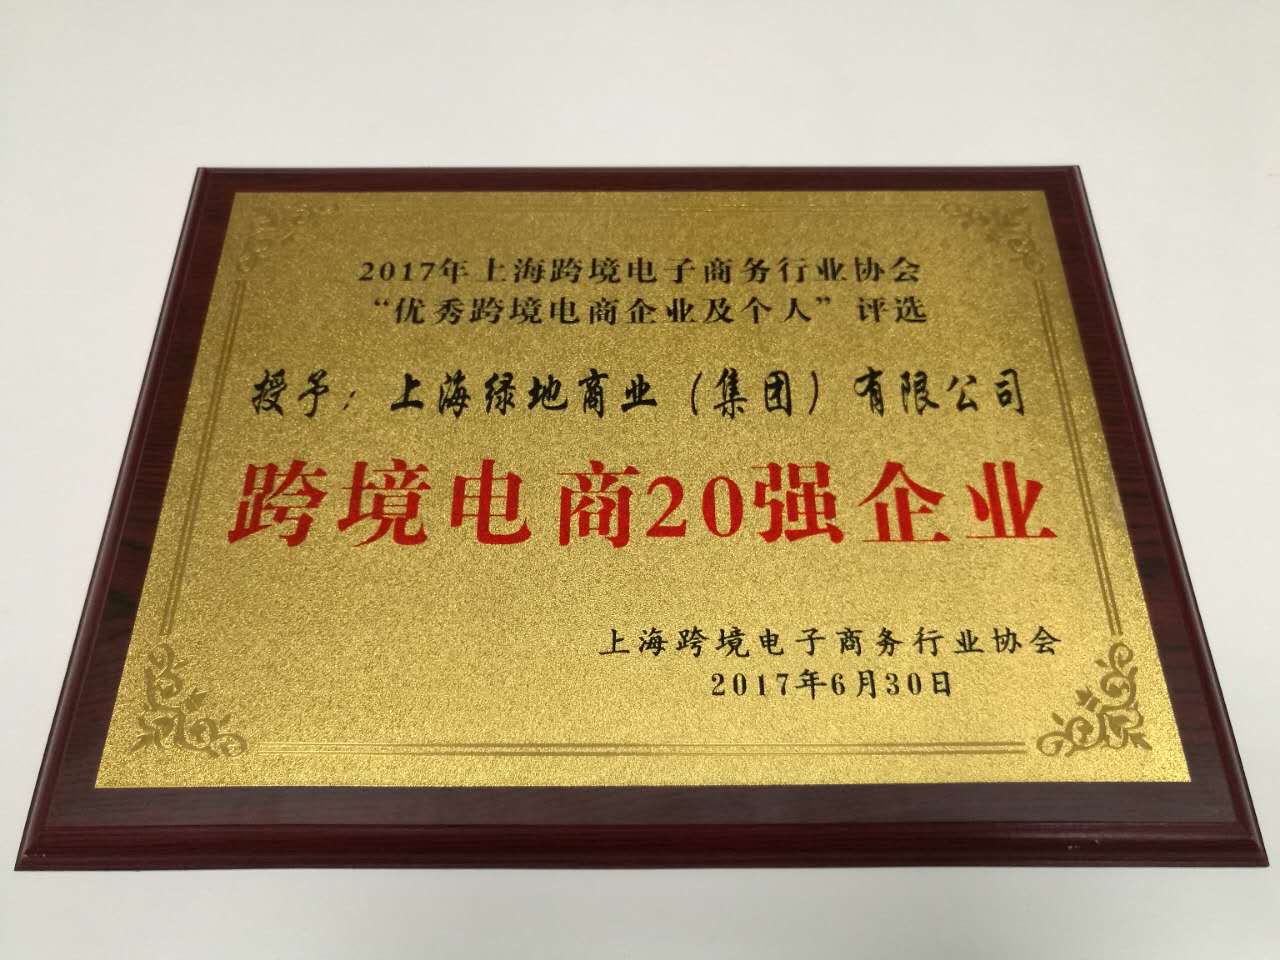 2017年上海跨境电子商务行业协会
“优秀跨境电商企业及个人”评选
授予：上海绿地商业（集团）有限公司
跨境电商20强企业
上海跨境电子商务行业协会
2017年6月30日